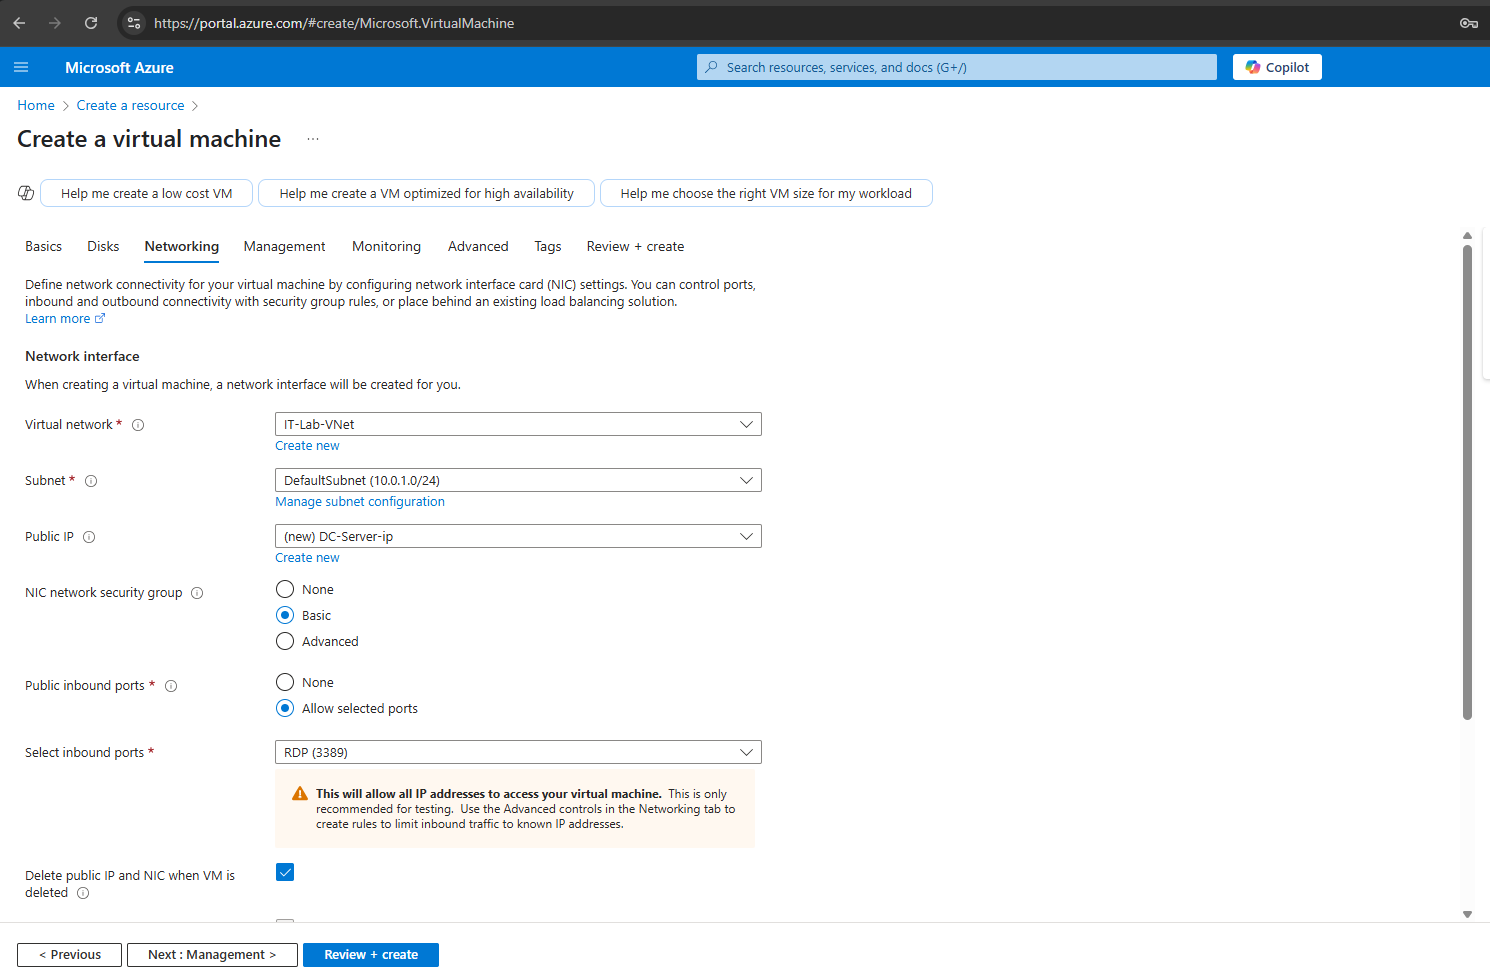 https://portal.azure.com/#create/Microsoft.VirtualMachine
Microsoft Azure
Search resources, services, and docs (G+/)
Copilot
Home > Create a resource >
Create a virtual machine ...
Help me create a low cost VM
Help me create a VM optimized for high availability
Help me choose the right VM size for my workload
Basics Disks Networking Management Monitoring Advanced Tags Review + create
Define network connectivity for your virtual machine by configuring network interface card (NIC) settings. You can control ports,
inbound and outbound connectivity with security group rules, or place behind an existing load balancing solution.
Learn more
Network interface
When creating a virtual machine, a network interface will be created for you.
Virtual network *
IT-Lab-VNet
Create new
Subnet *
DefaultSubnet (10.0.1.0/24)
Manage subnet configuration
Public IP
(new) DC-Server-ip
Create new
NIC network security group
None
Basic
Advanced
Public inbound ports *
None
Allow selected ports
Select inbound ports *
RDP (3389)
This will allow all IP addresses to access your virtual machine. This is only
recommended for testing. Use the Advanced controls in the Networking tab to
create rules to limit inbound traffic to known IP addresses.
Delete public IP and NIC when VM is
deleted
< Previous
Next : Management >
Review + create